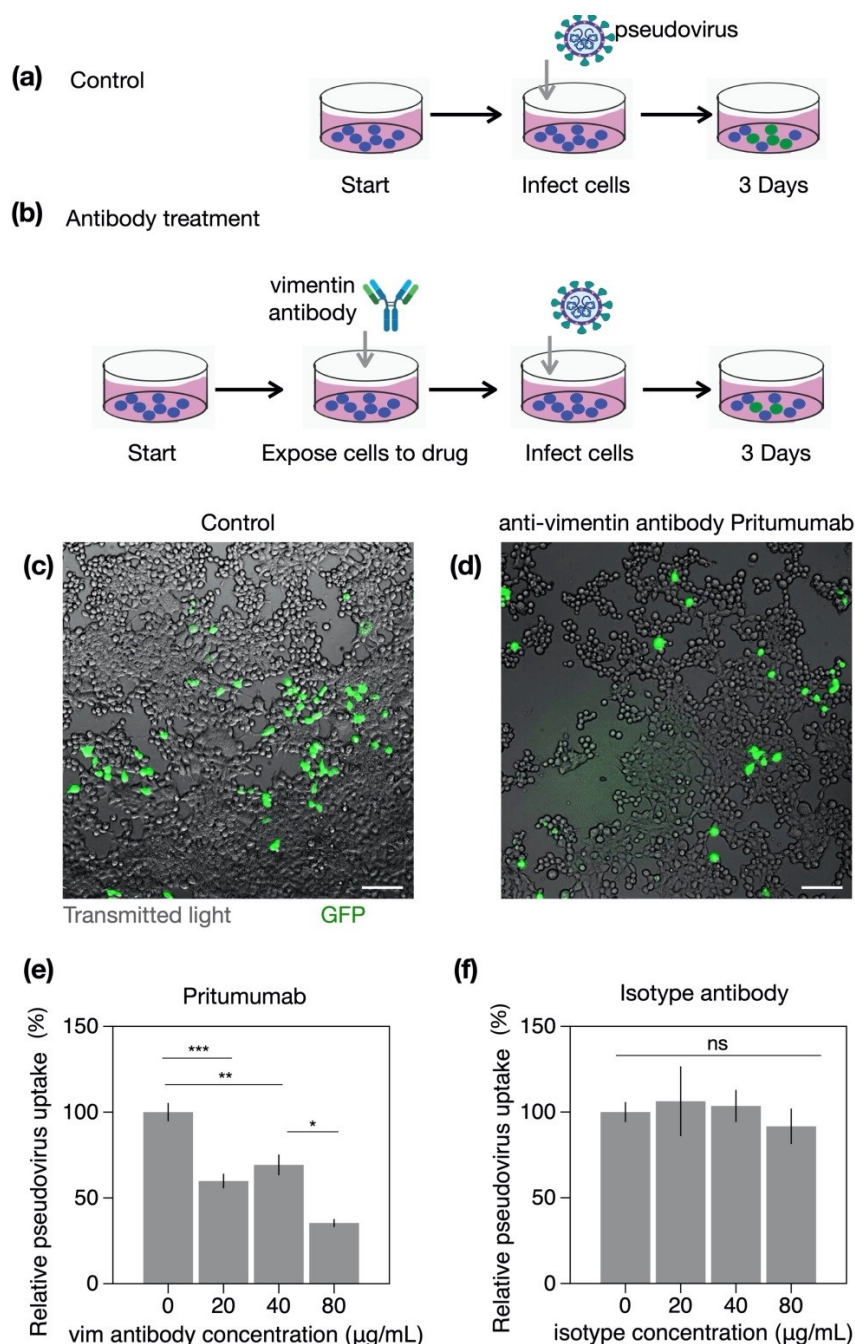 pseudovirus
(a) Control
Start Infect cells 3 Days
(b) Antibody treatment
vimentin
antibody
Start Expose cells to drug Infect cells 3 Days
Control anti-vimentin antibody Pritumumab
(c) (d)
Transmitted light GFP
(e) (f)
Pritumumab Isotype antibody
Relative pseudovirus uptake (%)
150
100
50
0
*** 
**
*
0 20 40 80
vim antibody concentration (µg/mL)
Relative pseudovirus uptake (%)
150
100
50
0
ns
0 20 40 80
isotype concentration (µg/mL)